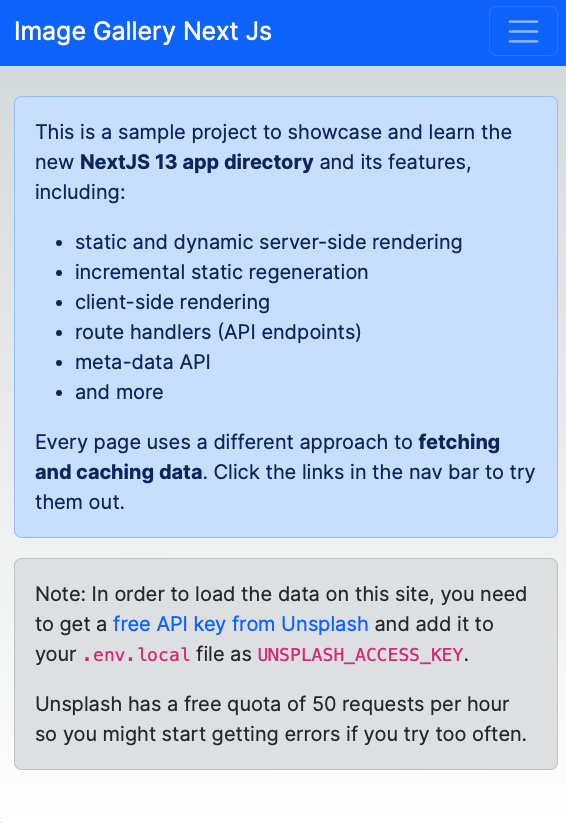 Image Gallery Next Js
This is a sample project to showcase and learn the
new NextJS 13 app directory and its features,
including:
• static and dynamic server-side rendering
• incremental static regeneration
• client-side rendering
• route handlers (API endpoints)
• meta-data API
• and more
Every page uses a different approach to fetching
and caching data. Click the links in the nav bar to try
them out.
Note: In order to load the data on this site, you need
to get a free API key from Unsplash and add it to
your .env.local file as UNSPLASH_ACCESS_KEY.
Unsplash has a free quota of 50 requests per hour
so you might start getting errors if you try too often.